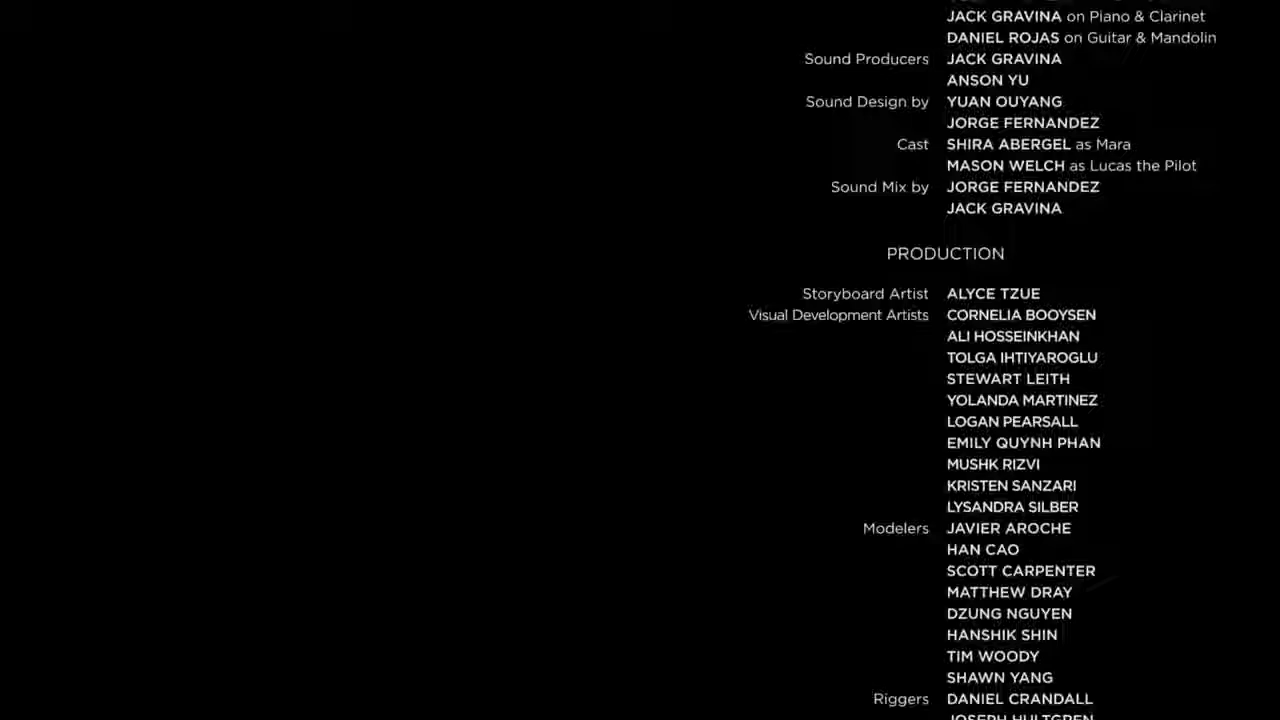 JACK GRAVINA on Piano & Clarinet
DANIEL ROJAS on Guitar & Mandolin
Sound Producers JACK GRAVINA
ANSON YU
Sound Design by YUAN OUYANG
JORGE FERNANDEZ
Cast SHIRA ABERGEL as Mara
MASON WELCH as Lucas the Pilot
Sound Mix by JORGE FERNANDEZ
JACK GRAVINA
PRODUCTION
Storyboard Artist ALYCE TZUE
Visual Development Artists CORNELIA BOOYSEN
ALI HOSSEINKHAN
TOLGA IHTIYAROGLU
STEWART LEITH
YOLANDA MARTINEZ
LOGAN PEARSALL
EMILY QUYNH PHAN
MUSHK RIZVI
KRISTEN SANZARI
LYSANDRA SILBER
Modelers JAVIER AROCHE
HAN CAO
SCOTT CARPENTER
MATTHEW DRAY
DZUNG NGUYEN
HANSHIK SHIN
TIM WOODY
SHAWN YANG
Riggers DANIEL CRANDALL
JOSEPH HULTGREN